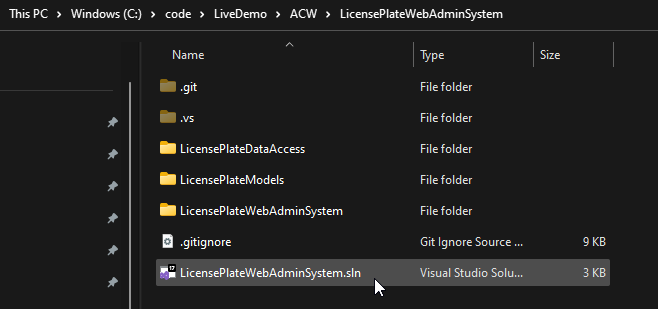 This PC > Windows (C:) > code > LiveDemo > ACW > LicensePlateWebAdminSystem
Name Type Size
.git File folder
.vs File folder
LicensePlateDataAccess File folder
LicensePlateModels File folder
LicensePlateWebAdminSystem File folder
.gitignore Git Ignore Source ... 9 KB
LicensePlateWebAdminSystem.sln Visual Studio Solu... 3 KB